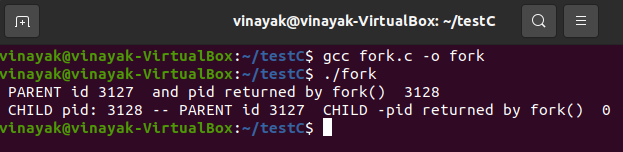 vinayak@vinayak-VirtualBox: ~/testC
vinayak@vinayak-VirtualBox:~/testC$ gcc fork.c -o fork
vinayak@vinayak-VirtualBox:~/testC$ ./fork
PARENT id 3127  and pid returned by fork()  3128
CHILD pid: 3128 -- PARENT id 3127  CHILD -pid returned by fork()  0
vinayak@vinayak-VirtualBox:~/testC$